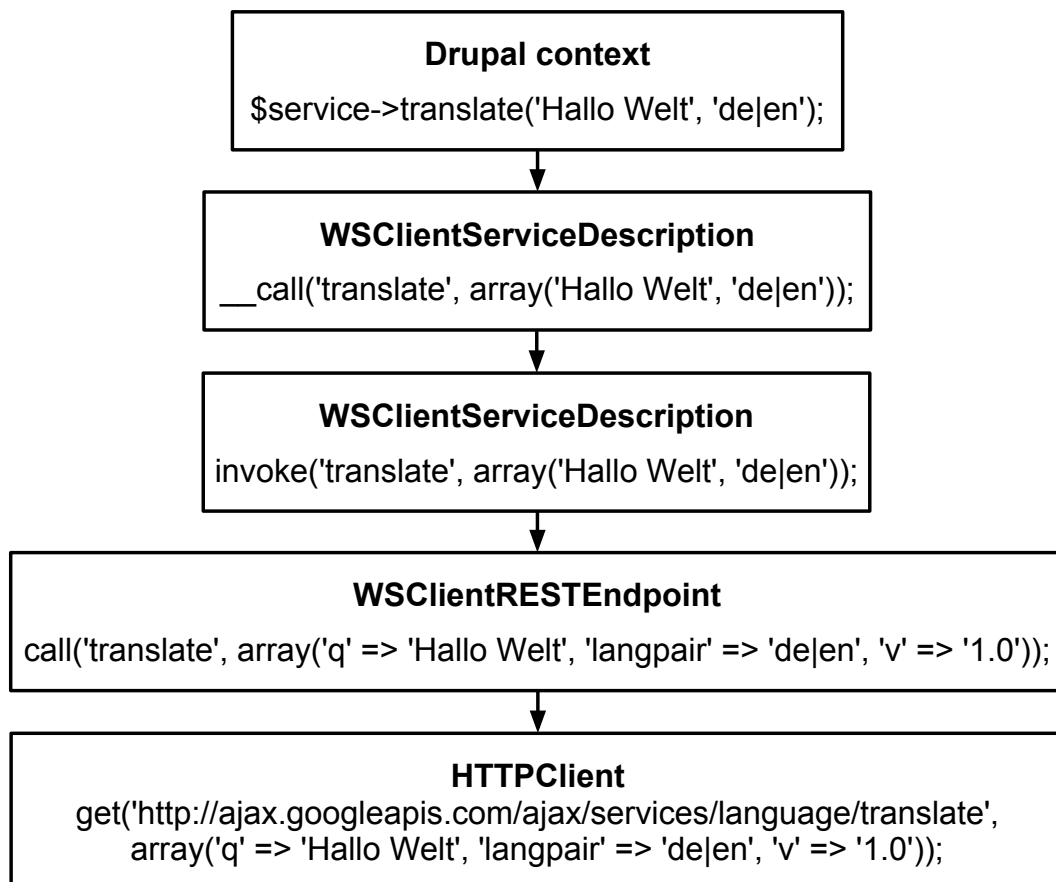 Drupal context
$service->translate('Hallo Welt', 'de|en');
WSClientServiceDescription
__call('translate', array('Hallo Welt', 'de|en'));
WSClientServiceDescription
invoke('translate', array('Hallo Welt', 'de|en'));
WSClientRESTEndpoint
call('translate', array('q' => 'Hallo Welt', 'langpair' => 'de|en', 'v' => '1.0'));
HTTPClient
get('http://ajax.googleapis.com/ajax/services/language/translate',
array('q' => 'Hallo Welt', 'langpair' => 'de|en', 'v' => '1.0'));